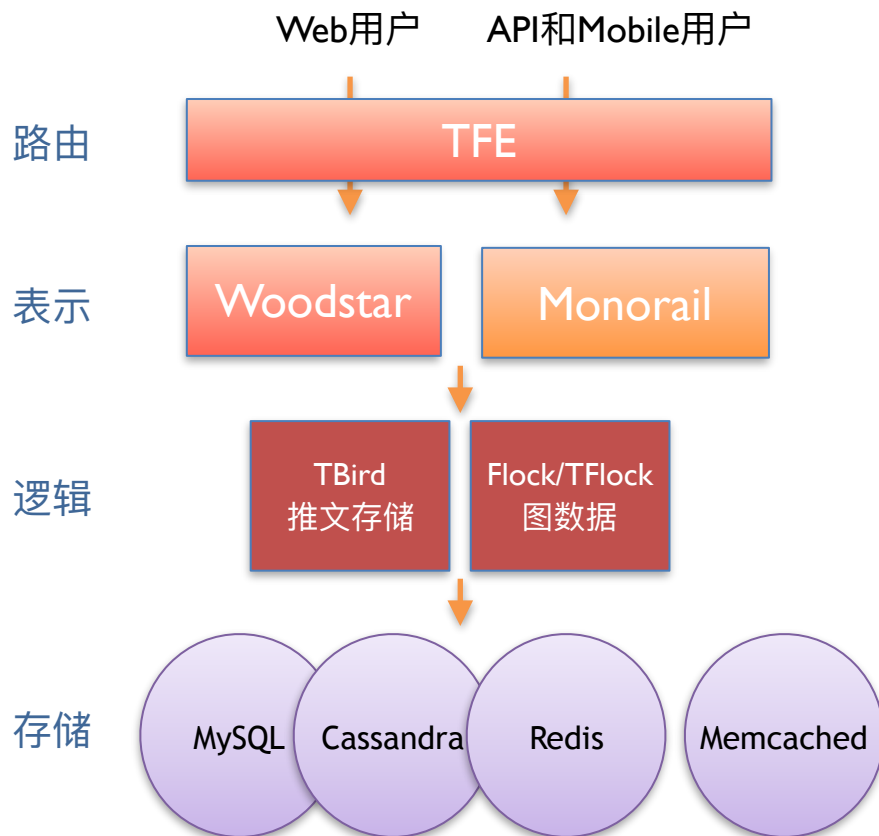 Web用户 API和Mobile用户
路由
TFE
表示
Woodstar Monorail
逻辑
TBird
推文存储
Flock/TFlock
图数据
存储
MySQL Cassandra Redis Memcached